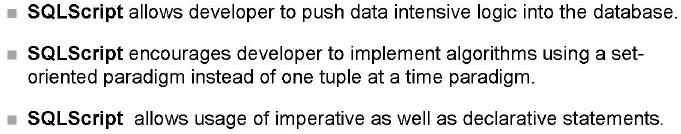 SQLScript allows developer to push data intensive logic into the database.
SQLScript encourages developer to implement algorithms using a set-
oriented paradigm instead of one tuple at a time paradigm.
SQLScript allows usage of imperative as well as declarative statements.